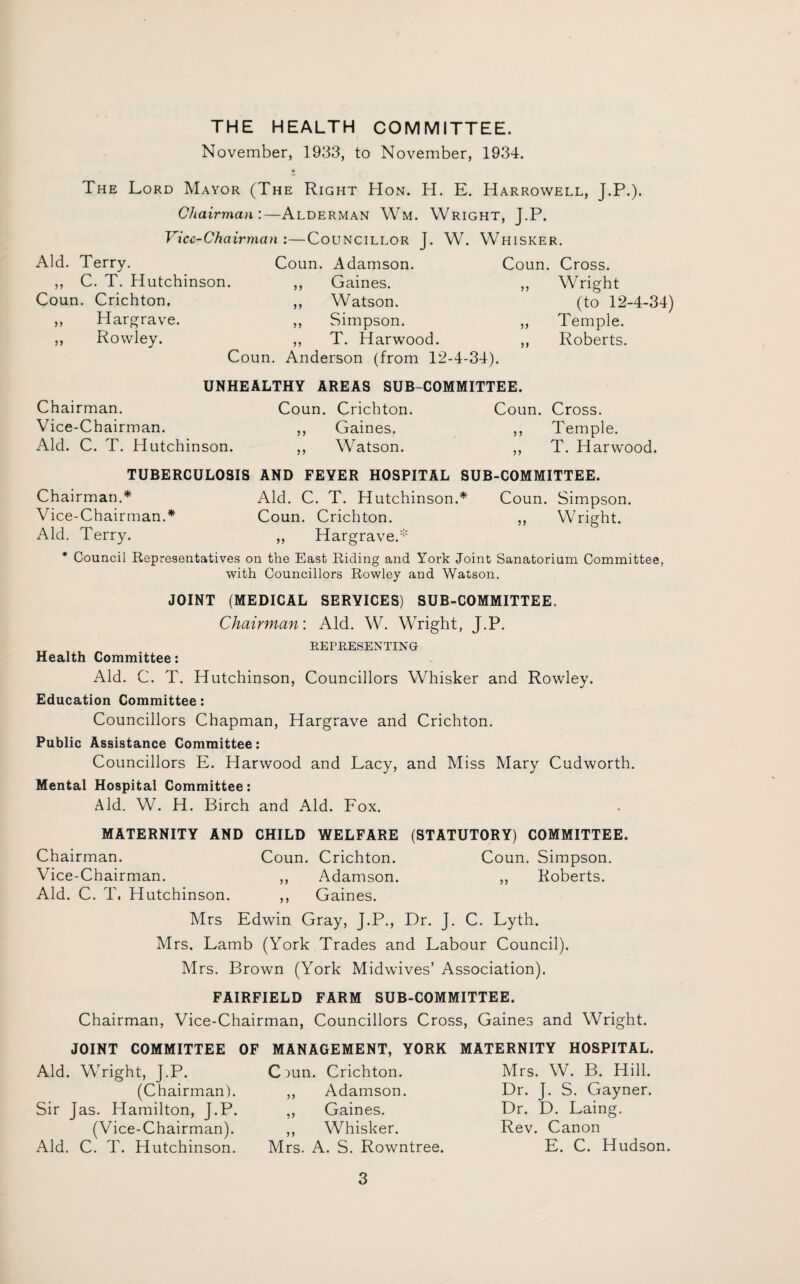 THE HEALTH COMMITTEE.
November, 1933, to November, 1934.
The Lord Mayor (The Right Hon. H. E. Harrowell, J.P.).
Chairman:—Alderman Wm. Wright, J.P.
Vice-Chairman:—Councillor J. W. Whisker.
Ald. Terry. Coun. Adamson. Coun. Cross.
,, C. T. Hutchinson. ,, Gaines. ,, Wright
Coun. Crichton. ,, Watson. (to 12-4-34)
,, Hargrave. ,, Simpson. ,, Temple.
,, Rowley. ,, T. Harwood. ,, Roberts.
Coun. Anderson (from 12-4-34).
UNHEALTHY AREAS SUB-COMMITTEE.
Chairman. Coun. Crichton. Coun. Cross.
Vice-Chairman. ,, Gaines. ,, Temple.
Ald. C. T. Hutchinson. ,, Watson. ,, T. Harwood.
TUBERCULOSIS AND FEVER HOSPITAL SUB-COMMITTEE.
Chairman.* Ald. C. T. Hutchinson.* Coun. Simpson.
Vice-Chairman.* Coun. Crichton. ,, Wright.
Ald. Terry. ,, Hargrave.*
* Council Representatives on the East Riding and York Joint Sanatorium Committee,
with Councillors Rowley and Watson.
JOINT (MEDICAL SERVICES) SUB-COMMITTEE.
Chairman: Ald. W. Wright, J.P.
REPRESENTING
Health Committee:
Ald. C. T. Hutchinson, Councillors Whisker and Rowley.
Education Committee:
Councillors Chapman, Hargrave and Crichton.
Public Assistance Committee:
Councillors E. Harwood and Lacy, and Miss Mary Cudworth.
Mental Hospital Committee:
Ald. W. H. Birch and Ald. Fox.
MATERNITY AND CHILD WELFARE (STATUTORY) COMMITTEE.
Chairman. Coun. Crichton. Coun. Simpson.
Vice-Chairman. ,, Adamson. ,, Roberts.
Ald. C. T. Hutchinson. ,, Gaines.
Mrs Edwin Gray, J.P., Dr. J. C. Lyth.
Mrs. Lamb (York Trades and Labour Council).
Mrs. Brown (York Midwives' Association).
FAIRFIELD FARM SUB-COMMITTEE.
Chairman, Vice-Chairman, Councillors Cross, Gaines and Wright.
JOINT COMMITTEE OF MANAGEMENT, YORK MATERNITY HOSPITAL.
Ald. Wright, J.P. Coun. Crichton. Mrs. W. B. Hill.
(Chairman). ,, Adamson. Dr. J. S. Gayner.
Sir Jas. Hamilton, J.P. ,, Gaines. Dr. D. Laing.
(Vice-Chairman). ,, Whisker. Rev. Canon
Ald. C. T. Hutchinson. Mrs. A. S. Rowntree. E. C. Hudson.
3